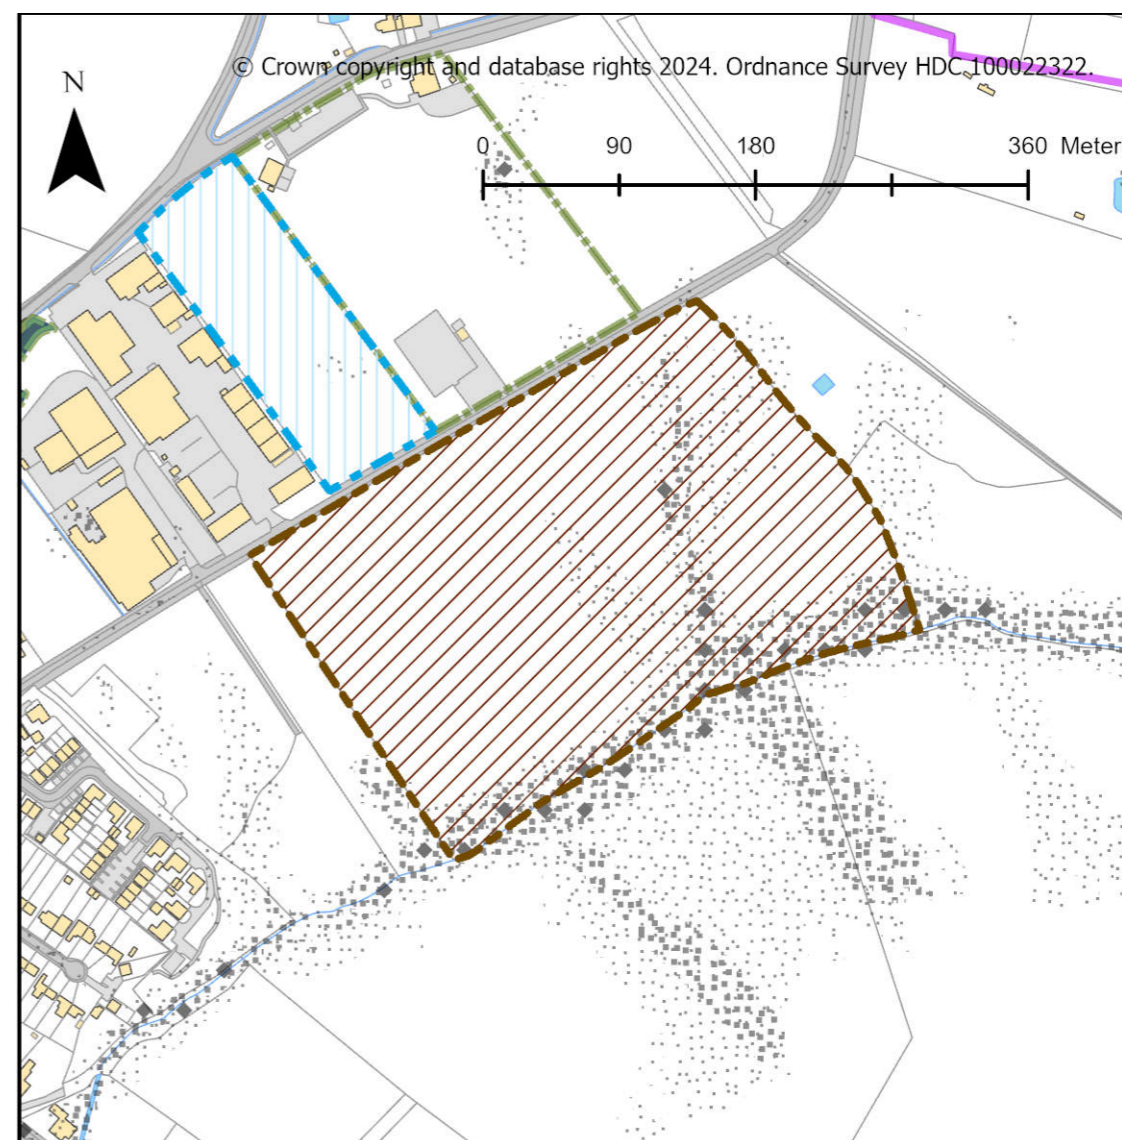 © Crown copyright and database rights 2024. Ordnance Survey HDC 100022322.
N
0 90 180 360 Meter